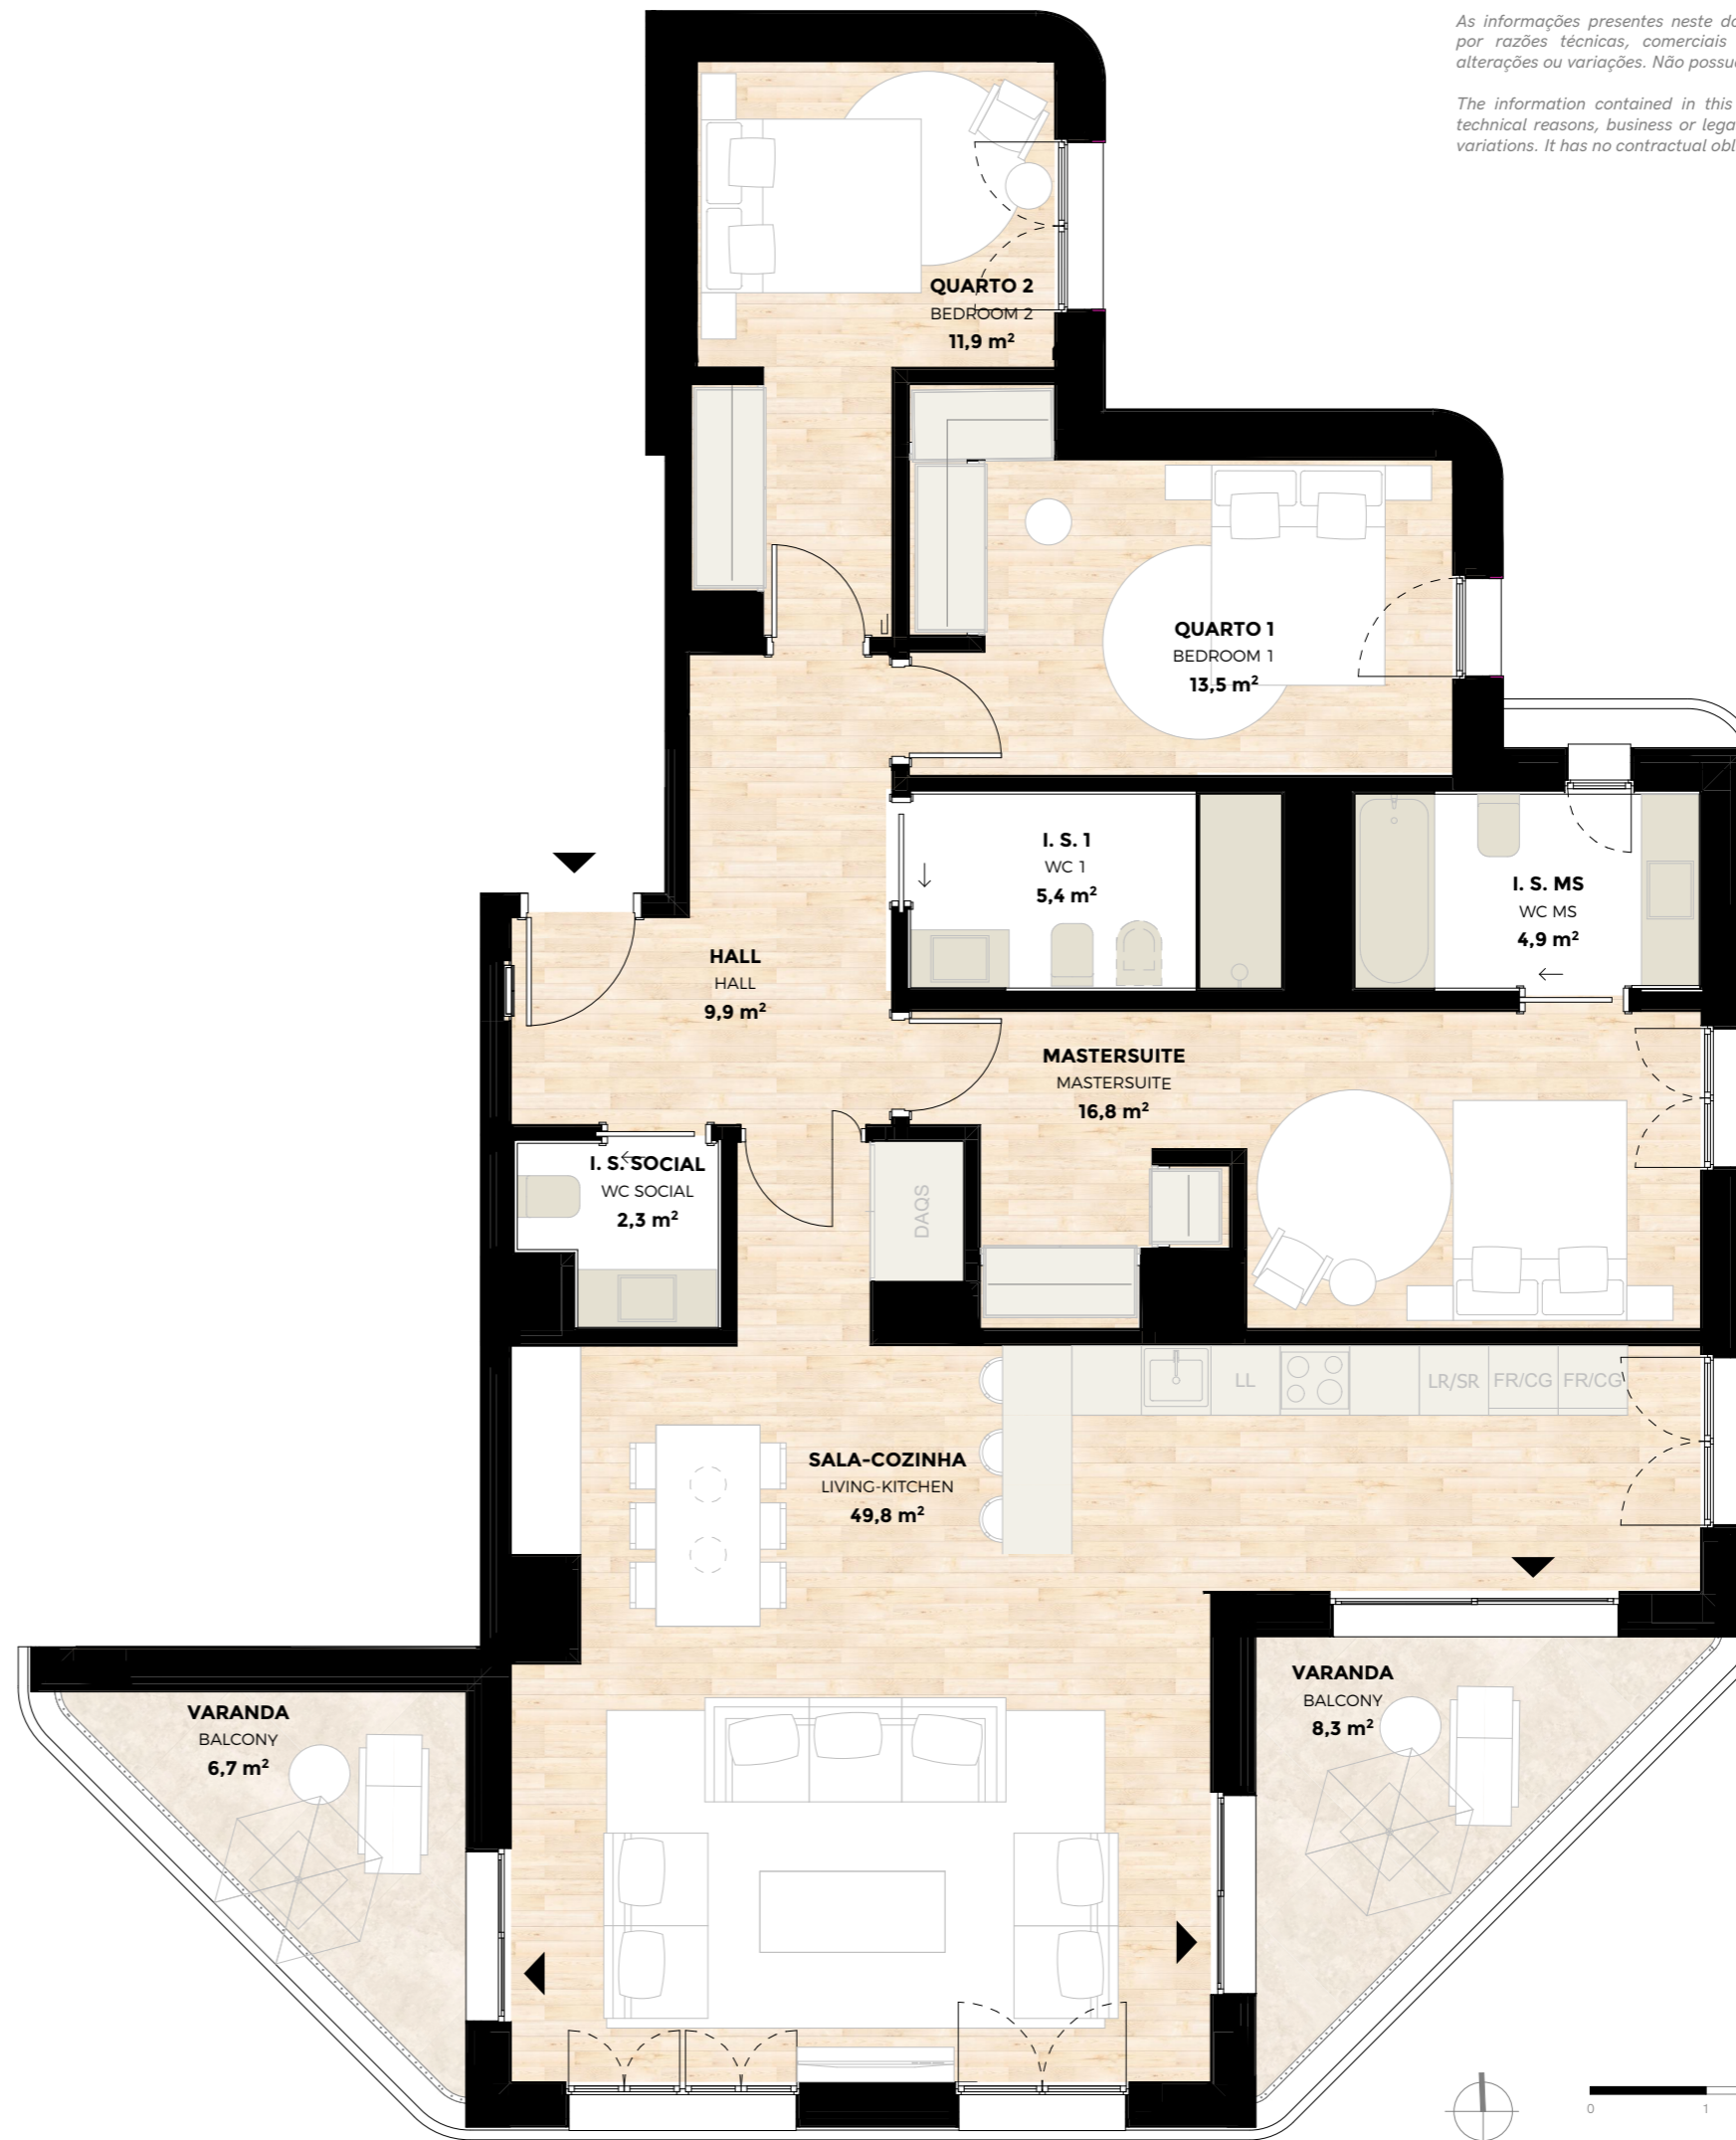 As informações presentes neste
por razões técnicas, comerciais
alterações ou variações. Não
The information contained in this
technical reasons, business or
variations. It has no contractual
QUARTO 2
BEDROOM 2
11,9 m²
QUARTO 1
BEDROOM 1
13,5 m²
I. S. 1
WC 1
5,4 m²
I. S. MS
WC MS
4,9 m²
HALL
HALL
9,9 m²
MASTERSUITE
MASTERSUITE
16,8 m²
I. S. SOCIAL
WC SOCIAL
2,3 m²
DAQS
LL
LR/SR
FR/CG
FR/CG
SALA-COZINHA
LIVING-KITCHEN
49,8 m²
VARANDA
BALCONY
8,3 m²
VARANDA
BALCONY
6,7 m²
0
1